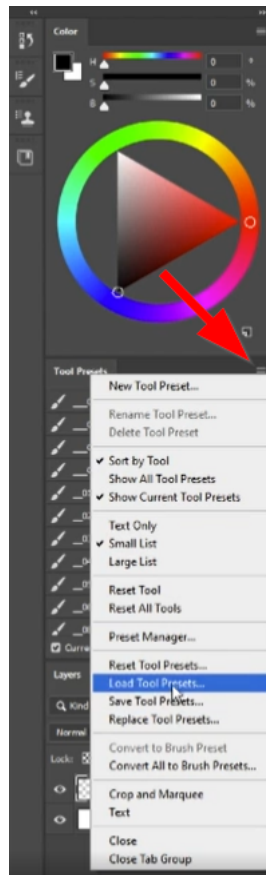 Color
H 0 °
S 0 %
B 0 %
Tool Presets
New Tool Preset...
Rename Tool Preset...
Delete Tool Preset
Sort by Tool
Show All Tool Presets
Show Current Tool Presets
Text Only
Small List
Large List
Reset Tool
Reset All Tools
Preset Manager...
Reset Tool Presets...
Load Tool Presets...
Save Tool Presets...
Replace Tool Presets...
Convert to Brush Preset
Convert All to Brush Presets...
Crop and Marquee
Text
Close
Close Tab Group
Curre
Layers
Kind
Normal
Lock: